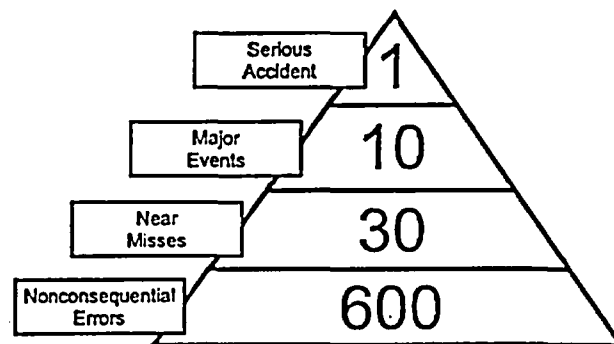 Serious
Accident
1
Major
Events
10
Near
Misses
30
Nonconsequential
Errors
600